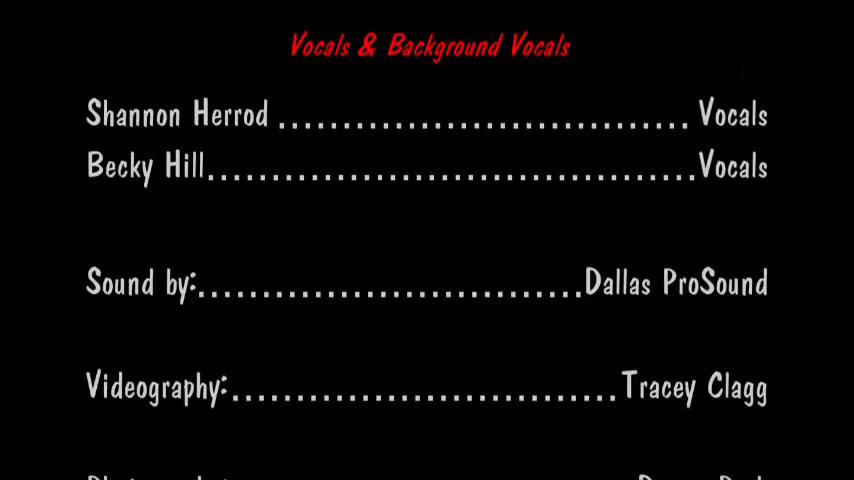 Vocals & Background Vocals
Shannon Herrod ................................ Vocals
Becky Hill......................................Vocals
Sound by:..............................Dallas ProSound
Videography:..............................Tracey Clagg